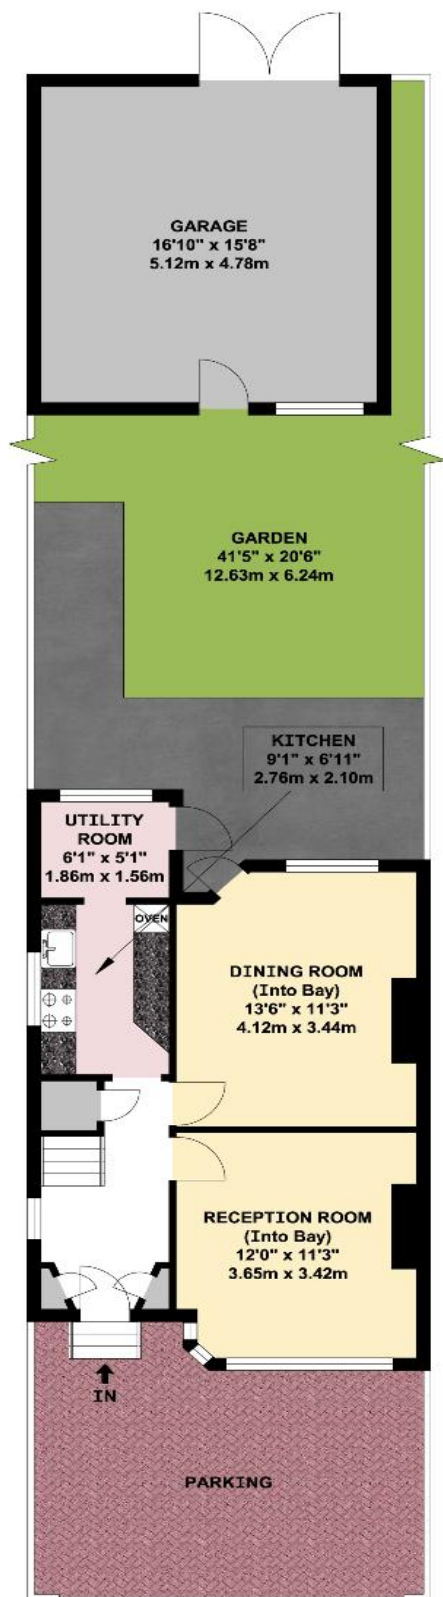 GARAGE
16'10" x 15'8"
5.12m x 4.78m
GARDEN
41'5" x 20'6"
12.63m x 6.24m
KITCHEN
9'1" x 6'11"
2.76m x 2.10m
UTILITY
ROOM
6'1" x 5'1"
1.86m x 1.56m
OVEN
DINING ROOM
(Into Bay)
13'6" x 11'3"
4.12m x 3.44m
RECEPTION ROOM
(Into Bay)
12'0" x 11'3"
3.65m x 3.42m
IN
PARKING